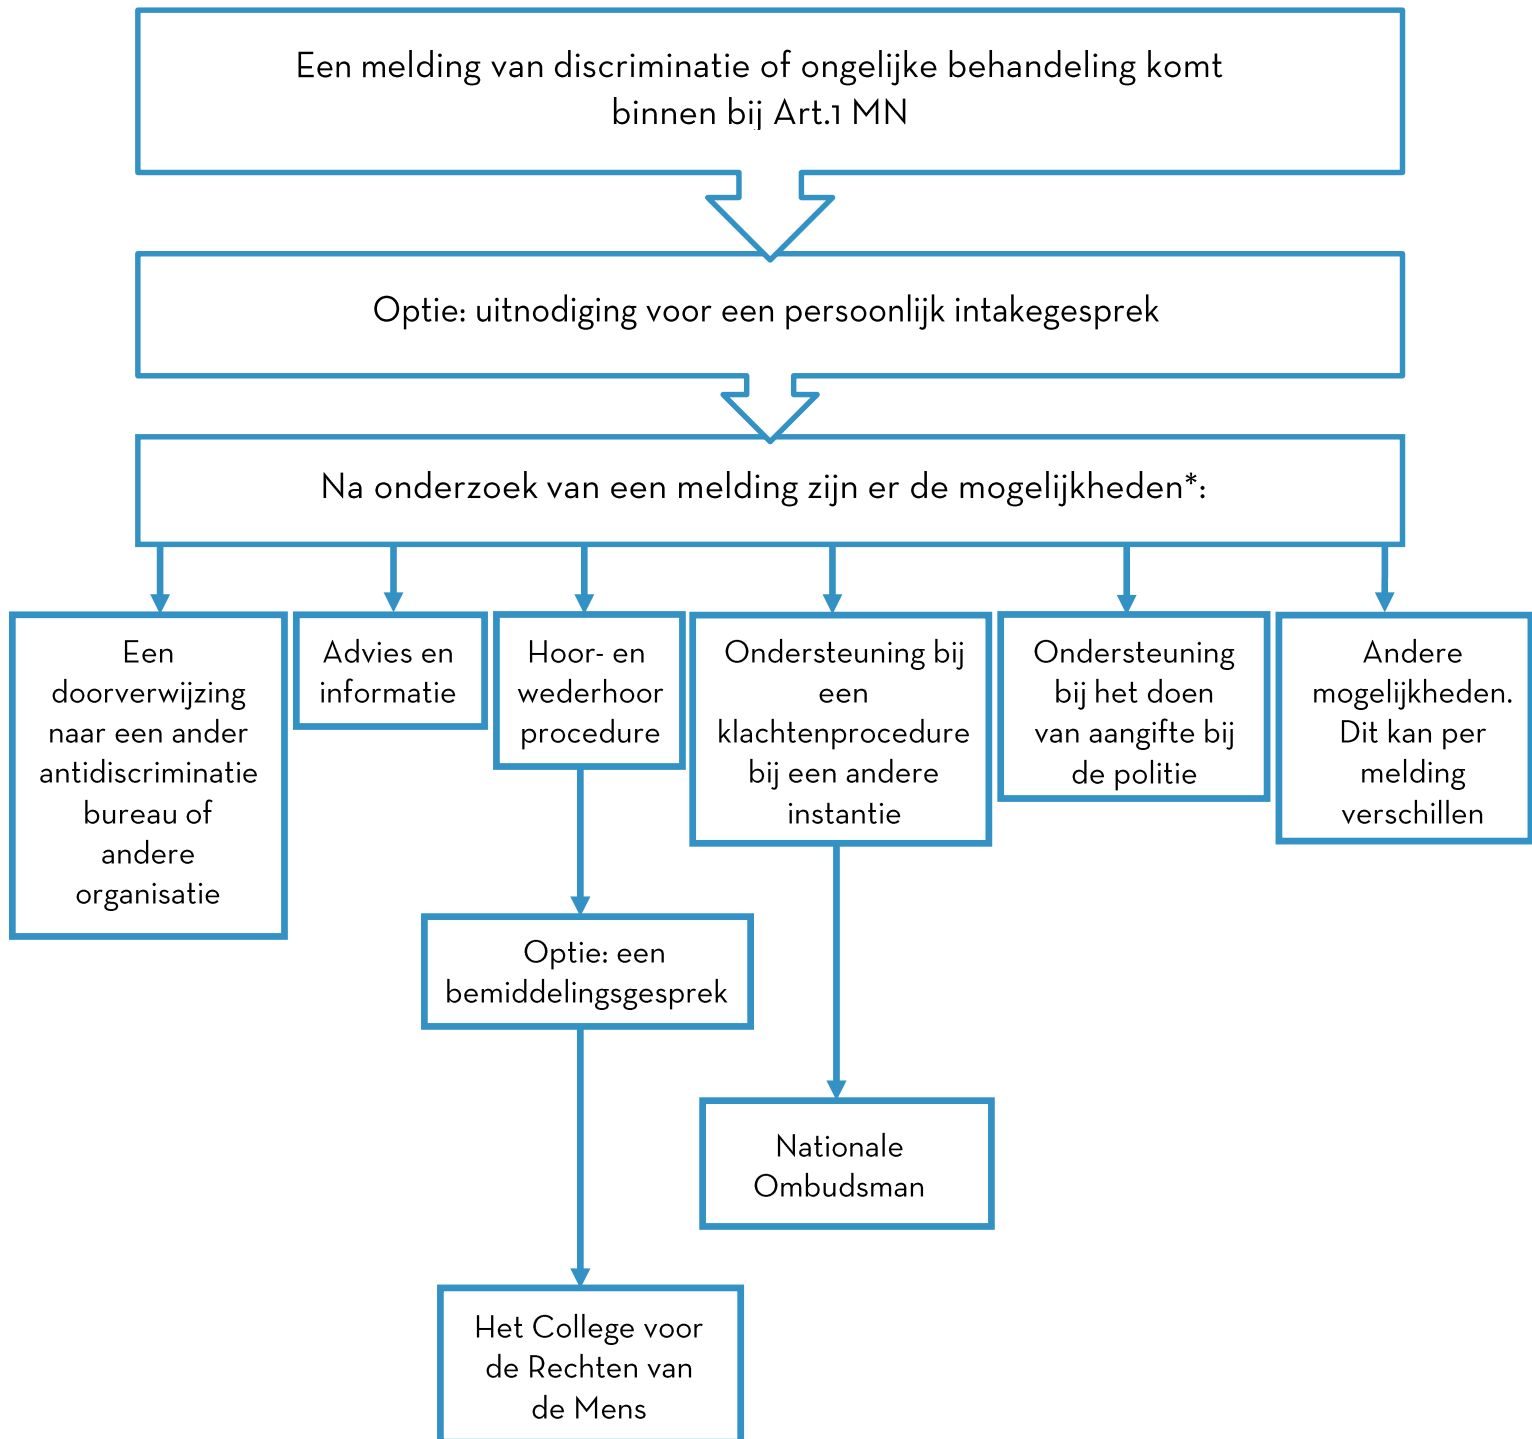 Een melding van discriminatie of ongelijke behandeling komt
binnen bij Art.1 MN
Optie: uitnodiging voor een persoonlijk intakegesprek
Na onderzoek van een melding zijn er de mogelijkheden*:
Een
doorverwijzing
naar een ander
antidiscriminatie
bureau of
andere
organisatie
Advies en
informatie
Hoor- en
wederhoor
procedure
Ondersteuning bij
een
klachtenprocedure
bij een andere
instantie
Ondersteuning
bij het doen
van aangifte bij
de politie
Andere
mogelijkheden.
Dit kan per
melding
verschillen
Optie: een
bemiddelingsgesprek
Nationale
Ombudsman
Het College voor
de Rechten van
de Mens